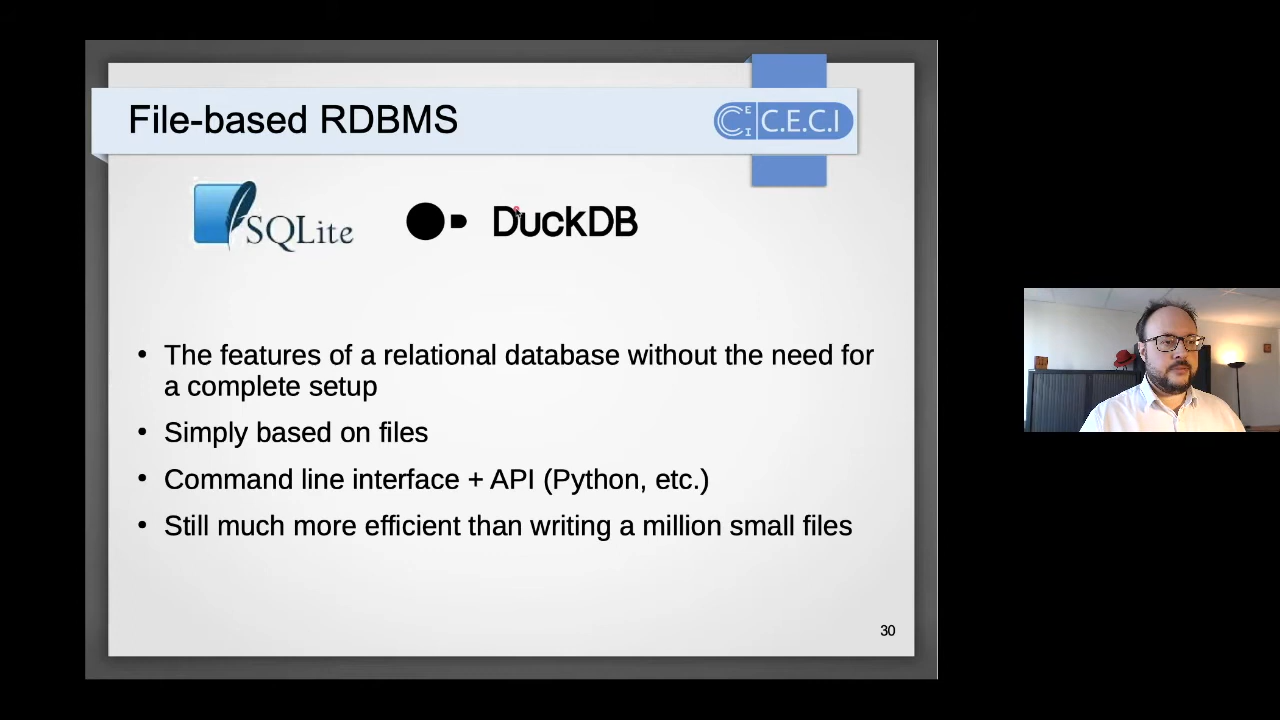 File-based RDBMS
CECI C.E.C.I
SQLite
DuckDB
• The features of a relational database without the need for
a complete setup
• Simply based on files
• Command line interface + API (Python, etc.)
• Still much more efficient than writing a million small files
30